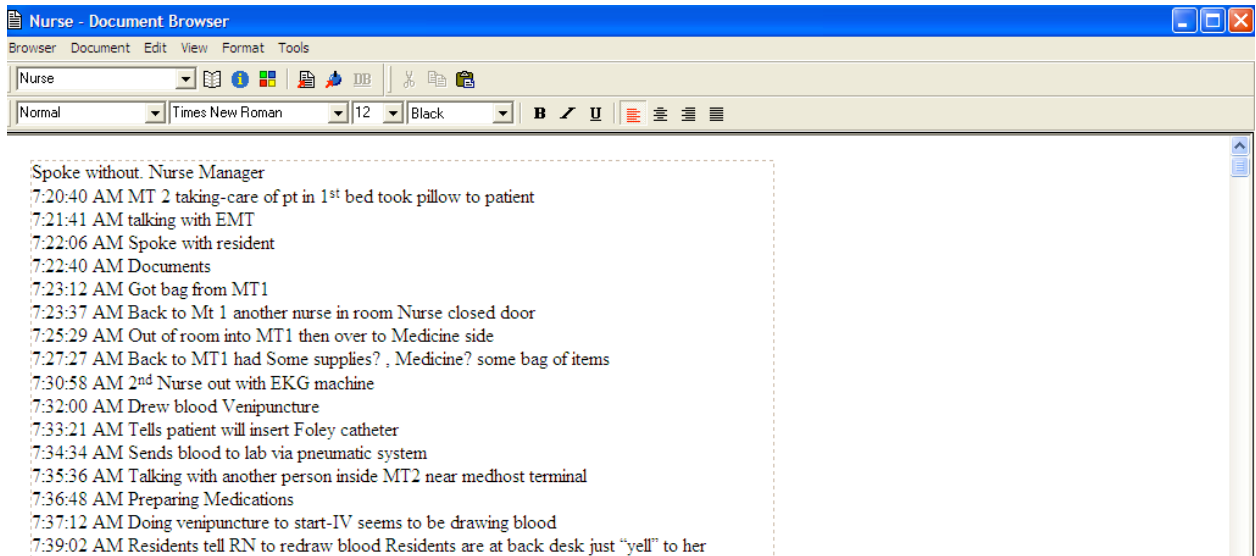 Nurse - Document Browser
Browser Document Edit View Format Tools
Nurse DB
Normal Times New Roman 12 Black B I U
Spoke without. Nurse Manager
7:20:40 AM MT 2 taking-care of pt in 1st bed took pillow to patient
7:21:41 AM talking with EMT
7:22:06 AM Spoke with resident
7:22:40 AM Documents
7:23:12 AM Got bag from MT1
7:23:37 AM Back to Mt 1 another nurse in room Nurse closed door
7:25:29 AM Out of room into MT1 then over to Medicine side
7:27:27 AM Back to MT1 had Some supplies? , Medicine? some bag of items
7:30:58 AM 2nd Nurse out with EKG machine
7:32:00 AM Drew blood Venipuncture
7:33:21 AM Tells patient will insert Foley catheter
7:34:34 AM Sends blood to lab via pneumatic system
7:35:36 AM Talking with another person inside MT2 near medhost terminal
7:36:48 AM Preparing Medications
7:37:12 AM Doing venipuncture to start-IV seems to be drawing blood
7:39:02 AM Residents tell RN to redraw blood Residents are at back desk just “yell” to her